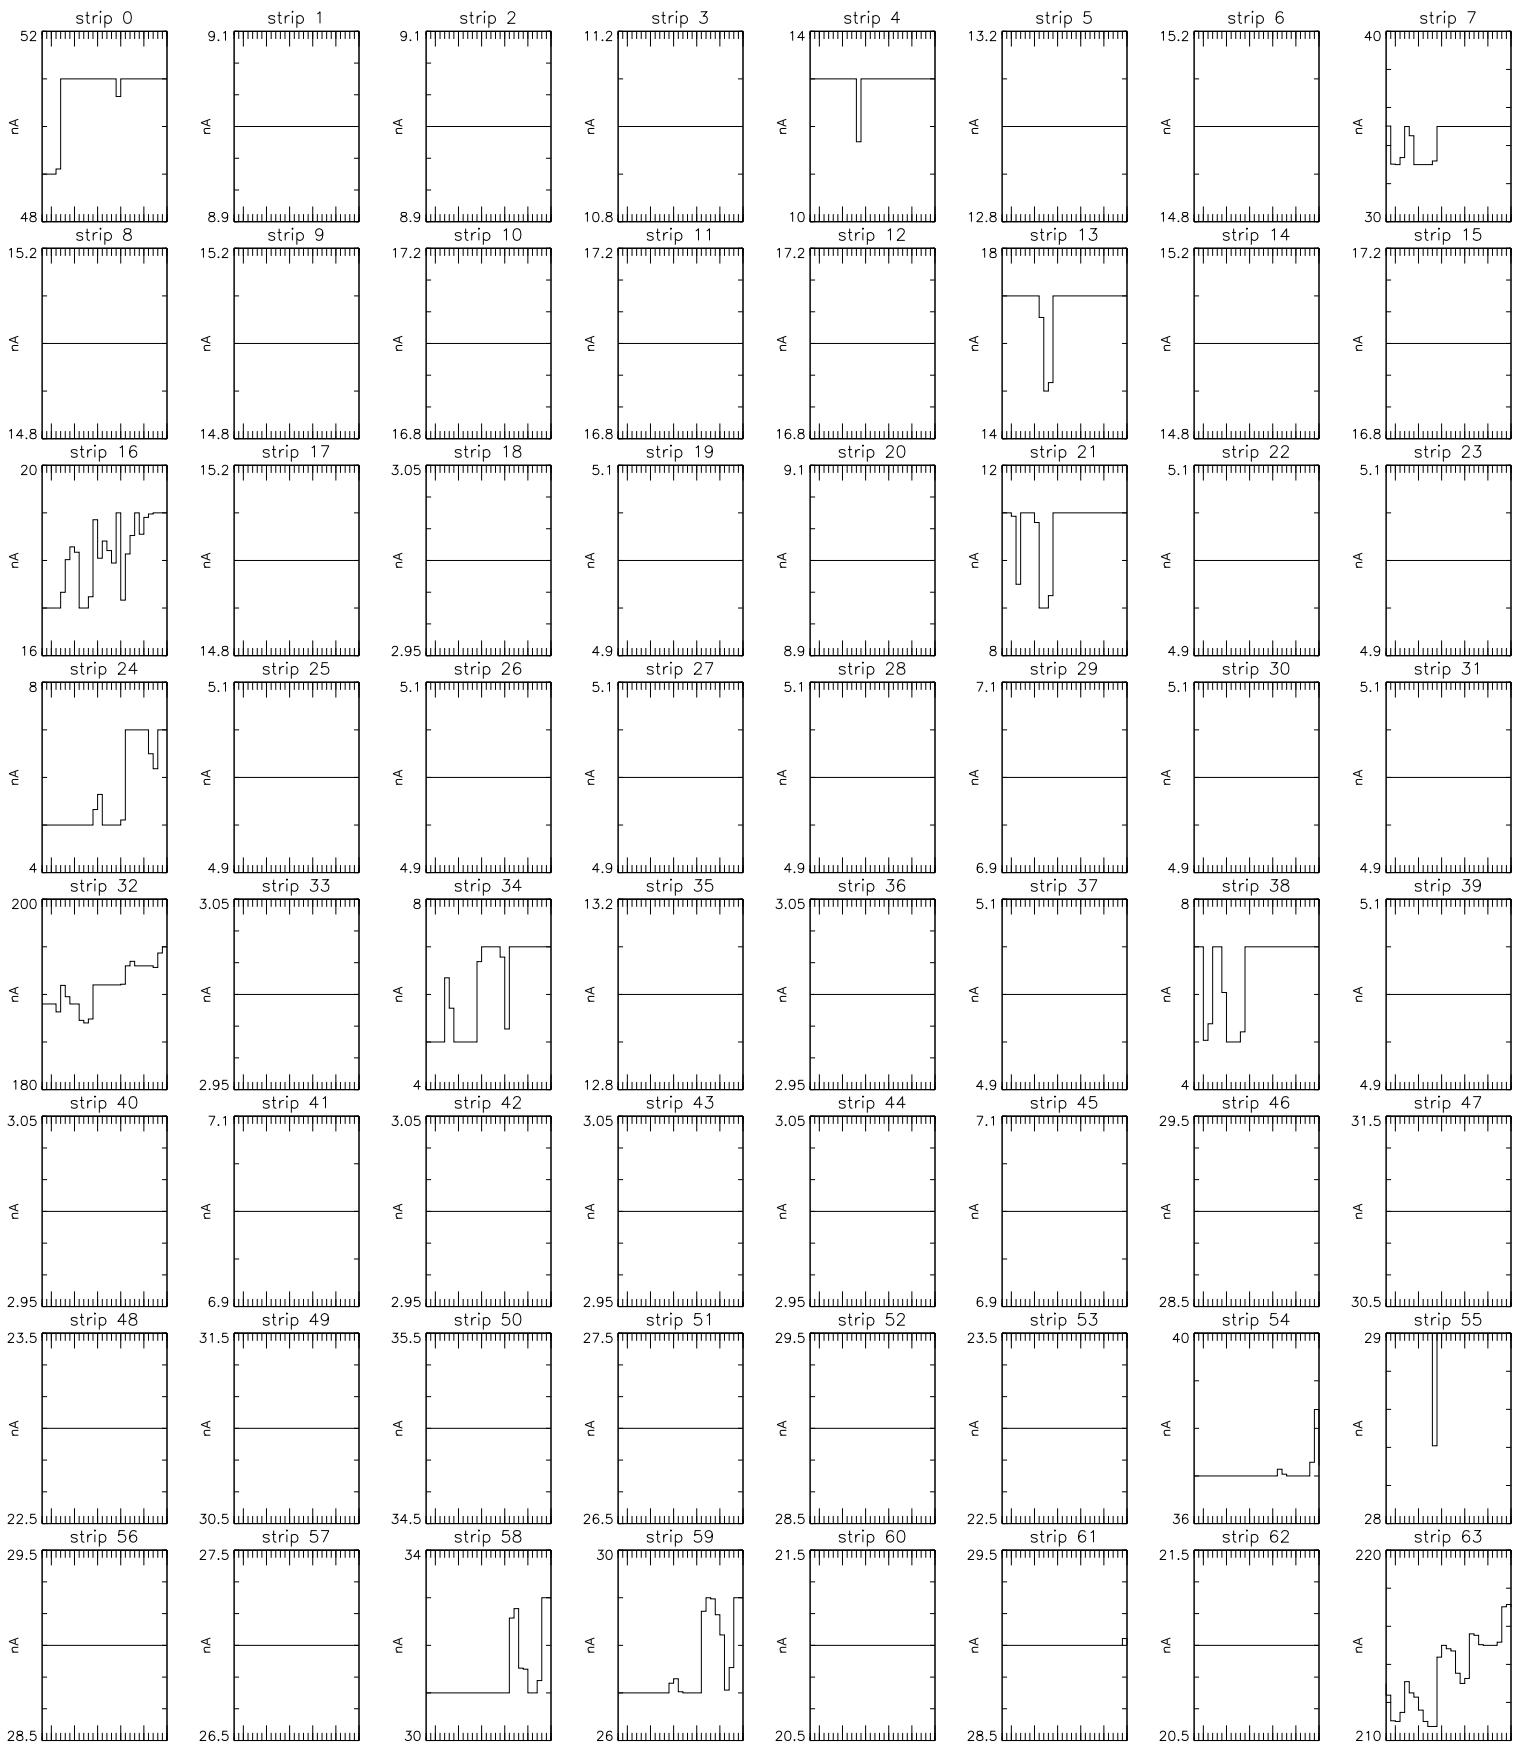 strip 0 strip 1 strip 2 strip 3 strip 4 strip 5 strip 6 strip 7
52 9.1 9.1 11.2 14 13.2 15.2 40
nA nA nA nA nA nA nA nA
48 8.9 8.9 10.8 10 12.8 14.8 30
strip 8 strip 9 strip 10 strip 11 strip 12 strip 13 strip 14 strip 15
15.2 15.2 17.2 17.2 17.2 18 15.2 17.2
nA nA nA nA nA nA nA nA
14.8 14.8 16.8 16.8 16.8 14 14.8 16.8
strip 16 strip 17 strip 18 strip 19 strip 20 strip 21 strip 22 strip 23
20 15.2 3.05 5.1 9.1 12 5.1 5.1
nA nA nA nA nA nA nA nA
16 14.8 2.95 4.9 8.9 8 4.9 4.9
strip 24 strip 25 strip 26 strip 27 strip 28 strip 29 strip 30 strip 31
8 5.1 5.1 5.1 5.1 7.1 5.1 5.1
nA nA nA nA nA nA nA nA
4 4.9 4.9 4.9 4.9 6.9 4.9 4.9
strip 32 strip 33 strip 34 strip 35 strip 36 strip 37 strip 38 strip 39
200 3.05 8 13.2 3.05 5.1 8 5.1
nA nA nA nA nA nA nA nA
180 2.95 4 12.8 2.95 4.9 4 4.9
strip 40 strip 41 strip 42 strip 43 strip 44 strip 45 strip 46 strip 47
3.05 7.1 3.05 3.05 3.05 7.1 29.5 31.5
nA nA nA nA nA nA nA nA
2.95 6.9 2.95 2.95 2.95 6.9 28.5 30.5
strip 48 strip 49 strip 50 strip 51 strip 52 strip 53 strip 54 strip 55
23.5 31.5 35.5 27.5 29.5 23.5 40 29
nA nA nA nA nA nA nA nA
22.5 30.5 34.5 26.5 28.5 22.5 36 28
strip 56 strip 57 strip 58 strip 59 strip 60 strip 61 strip 62 strip 63
29.5 27.5 34 30 21.5 29.5 21.5 220
nA nA nA nA nA nA nA nA
28.5 26.5 30 26 20.5 28.5 20.5 210